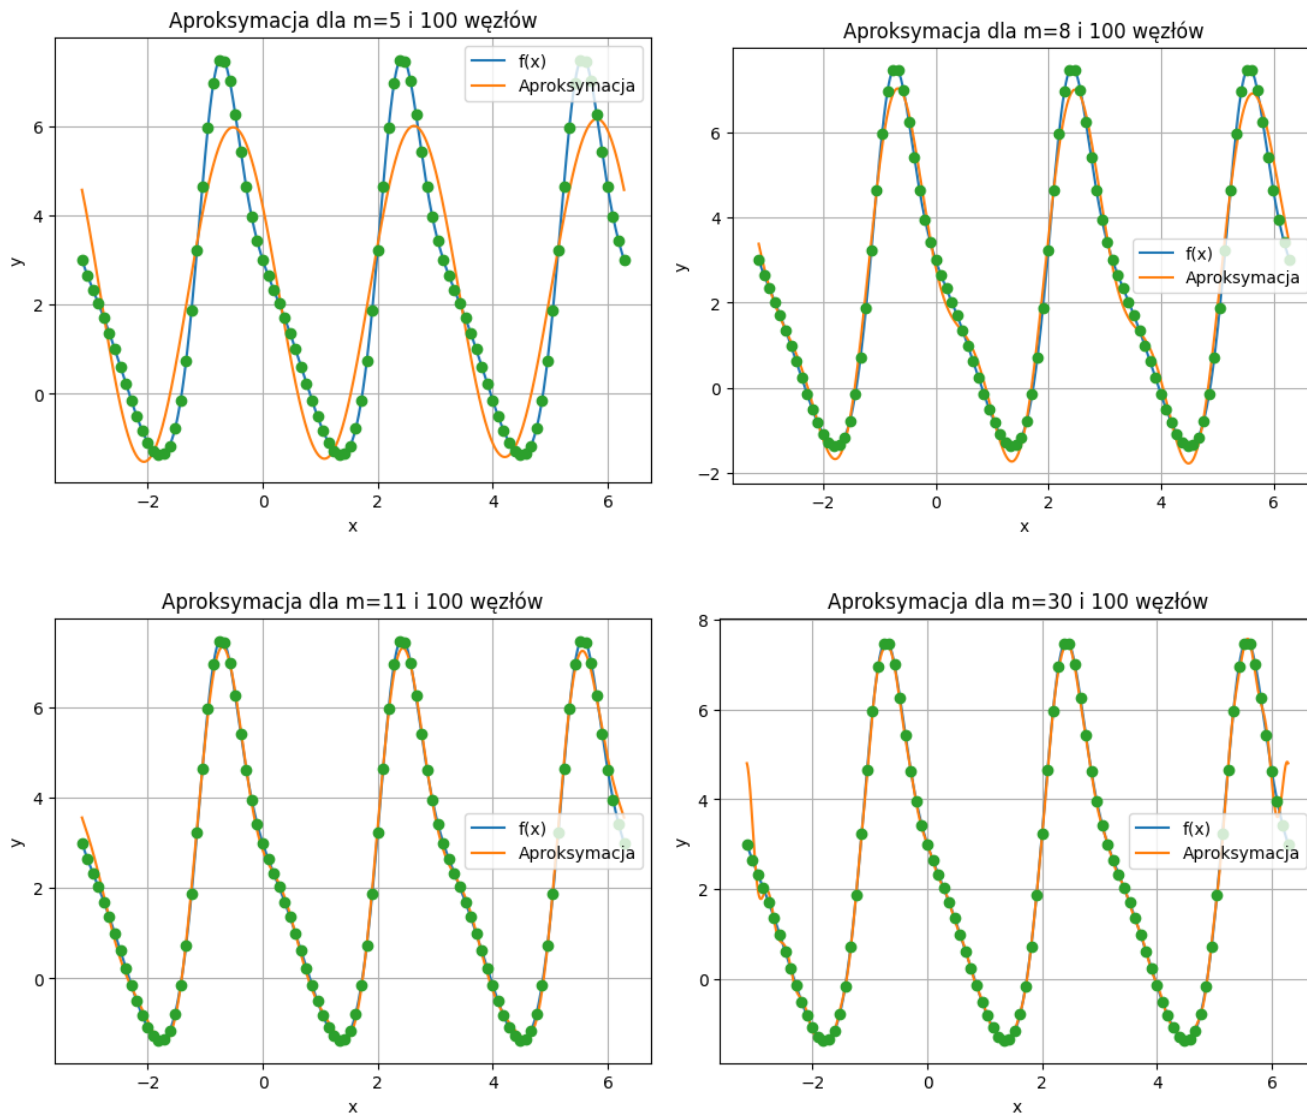 Aproksymacja dla m=5 i 100 węzłów
f(x)
Aproksymacja
y
6
4
2
0
−2
0
2
4
6
x
Aproksymacja dla m=8 i 100 węzłów
f(x)
Aproksymacja
y
6
4
2
0
−2
−2
0
2
4
6
x
Aproksymacja dla m=11 i 100 węzłów
f(x)
Aproksymacja
y
6
4
2
0
−2
0
2
4
6
x
Aproksymacja dla m=30 i 100 węzłów
f(x)
Aproksymacja
y
8
6
4
2
0
−2
0
2
4
6
x